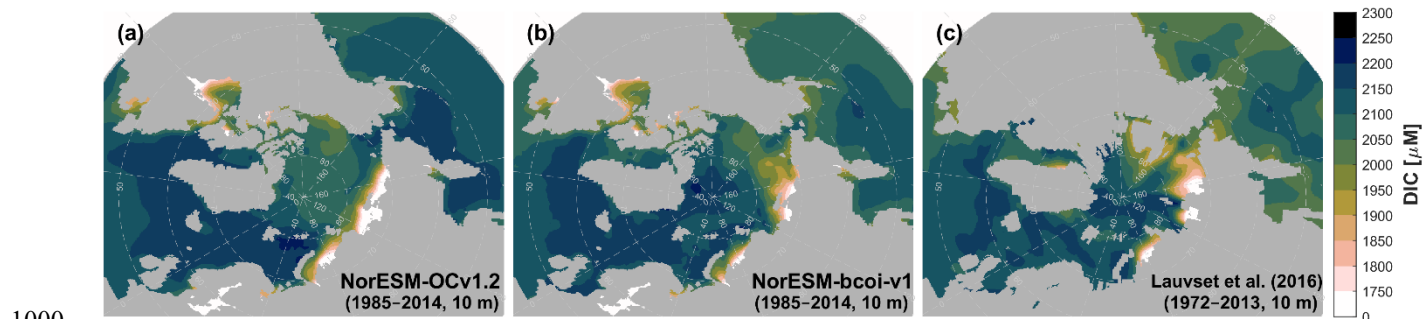 (a)
NorESM-OCv1.2
(1985−2014, 10 m)
(b)
NorESM-bcoi-v1
(1985−2014, 10 m)
(c)
Lauvset et al. (2016)
(1972−2013, 10 m)
2300
2250
2200
2150
2100
2050
2000
1950
1900
1850
1800
1750
0
DIC [μM]
1000